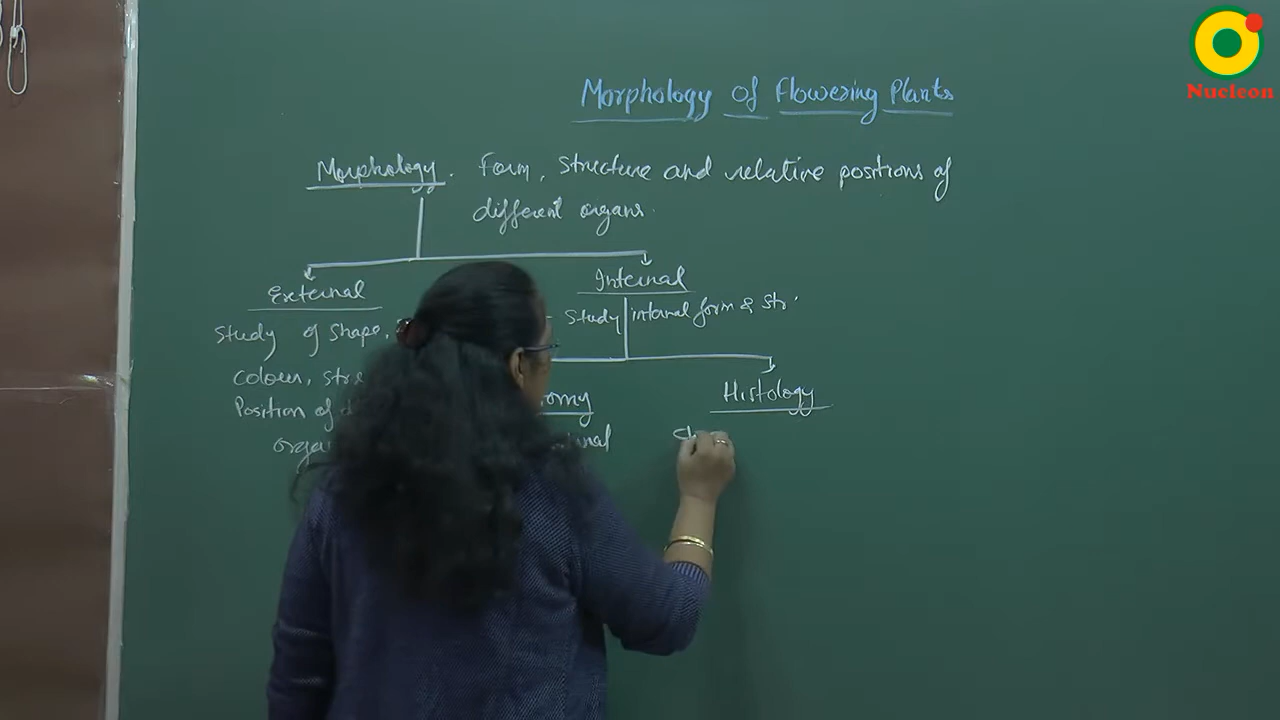 Nucleon
Morphology of Flowering Plants
Morphology. Form, Structure and relative positions of
different organs.
External
Internal
Study of Shape,
Study internal form & str.
Colour,
Histology
Position of